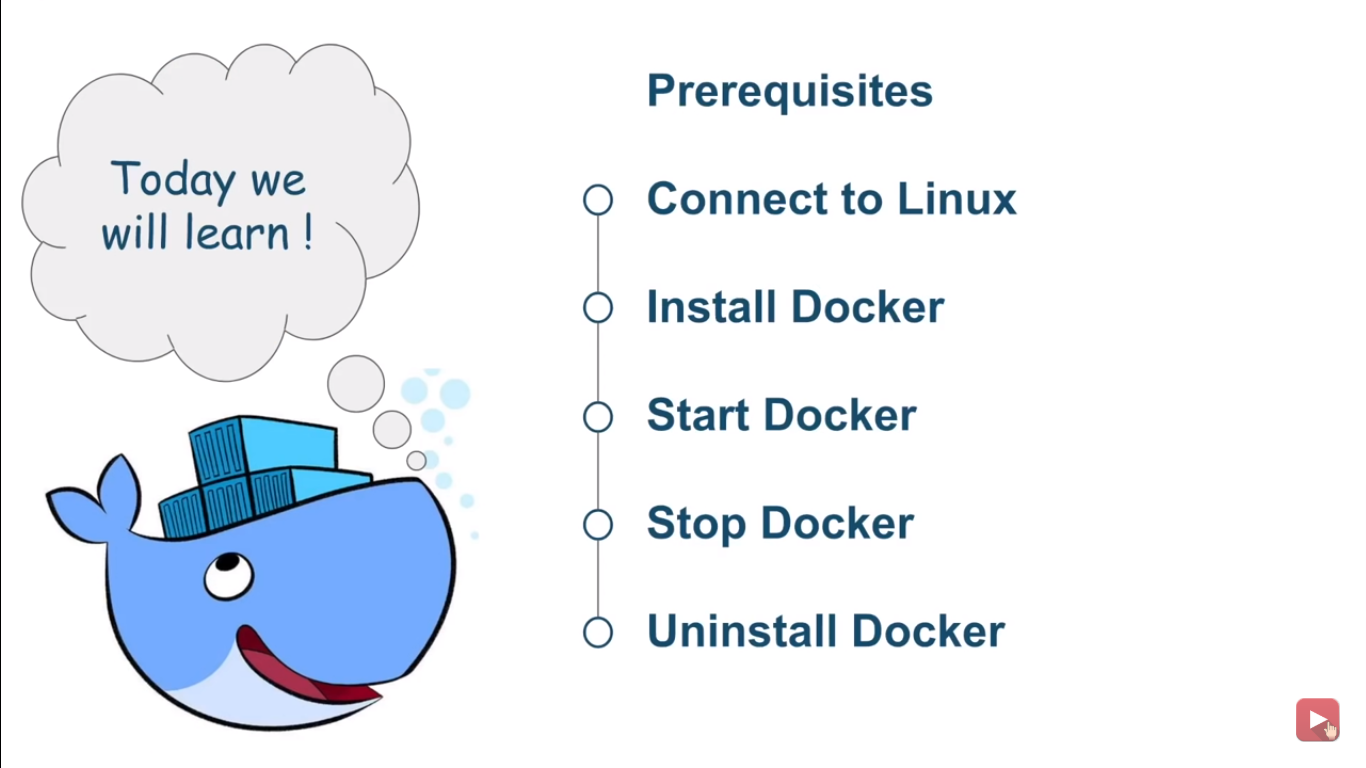 Today we
will learn !
Prerequisites
Connect to Linux
Install Docker
Start Docker
Stop Docker
Uninstall Docker